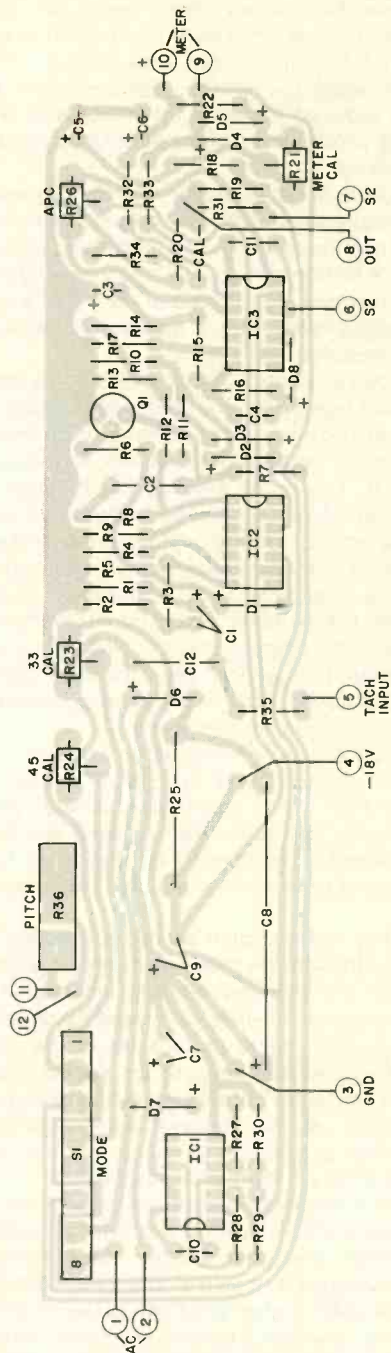 METER
+ 10
9
+ C5
+ C6
R22
D5
+
+
D4
APC
R26
R32
R33
R18
R21
METER
CAL
R19
R31
7 S2
R34
R20
CAL
C11
8 OUT
+
C3
R14
R17
R10
R13
R15
IC3
6 S2
Q1
R12
R11
R16
C4
D8
+
R6
D3
D2
+
+
R7
C2
R8
R9
R4
R5
R1
R2
R3
IC2
+
C1
D1
+
33
CAL
R23
C12
+
D6
R35
5 TACH
INPUT
45
CAL
R24
R25
4 -18V
PITCH
R36
C8
+
C9
11
12
+
C7
+
3 GND
D7
+
1
S1
8
MODE
IC1
R27
R30
R28
R29
C10
1
2
AC